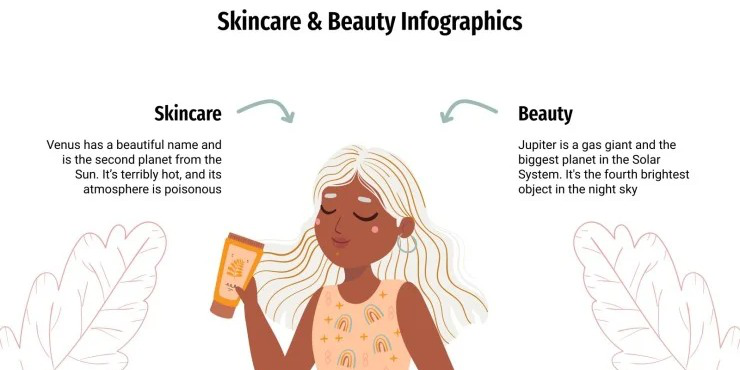 Skincare & Beauty Infographics
Skincare
Venus has a beautiful name and
is the second planet from the
Sun. It’s terribly hot, and its
atmosphere is poisonous
Beauty
Jupiter is a gas giant and the
biggest planet in the Solar
System. It's the fourth brightest
object in the night sky